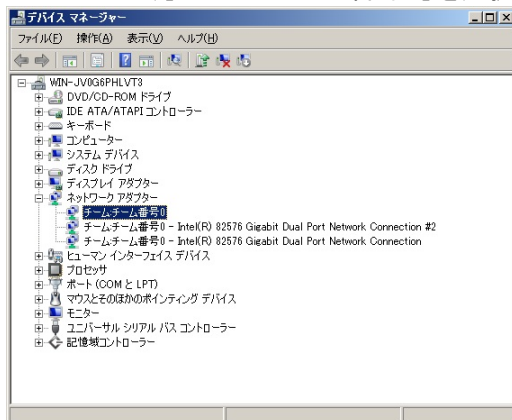 デバイス マネージャー
ファイル(F) 操作(A) 表示(V) ヘルプ(H)
WIN-JV0G6PHLVT3
DVD/CD-ROM ドライブ
IDE ATA/ATAPI コントローラー
キーボード
コンピューター
システム デバイス
ディスク ドライブ
ディスプレイ アダプター
ネットワーク アダプター
チーム:チーム番号0
チーム:チーム番号0 - Intel(R) 82576 Gigabit Dual Port Network Connection #2
チーム:チーム番号0 - Intel(R) 82576 Gigabit Dual Port Network Connection
ヒューマン インターフェイス デバイス
プロセッサ
ポート (COM と LPT)
マウスとそのほかのポインティング デバイス
モニター
ユニバーサル シリアル バス コントローラー
記憶域コントローラー